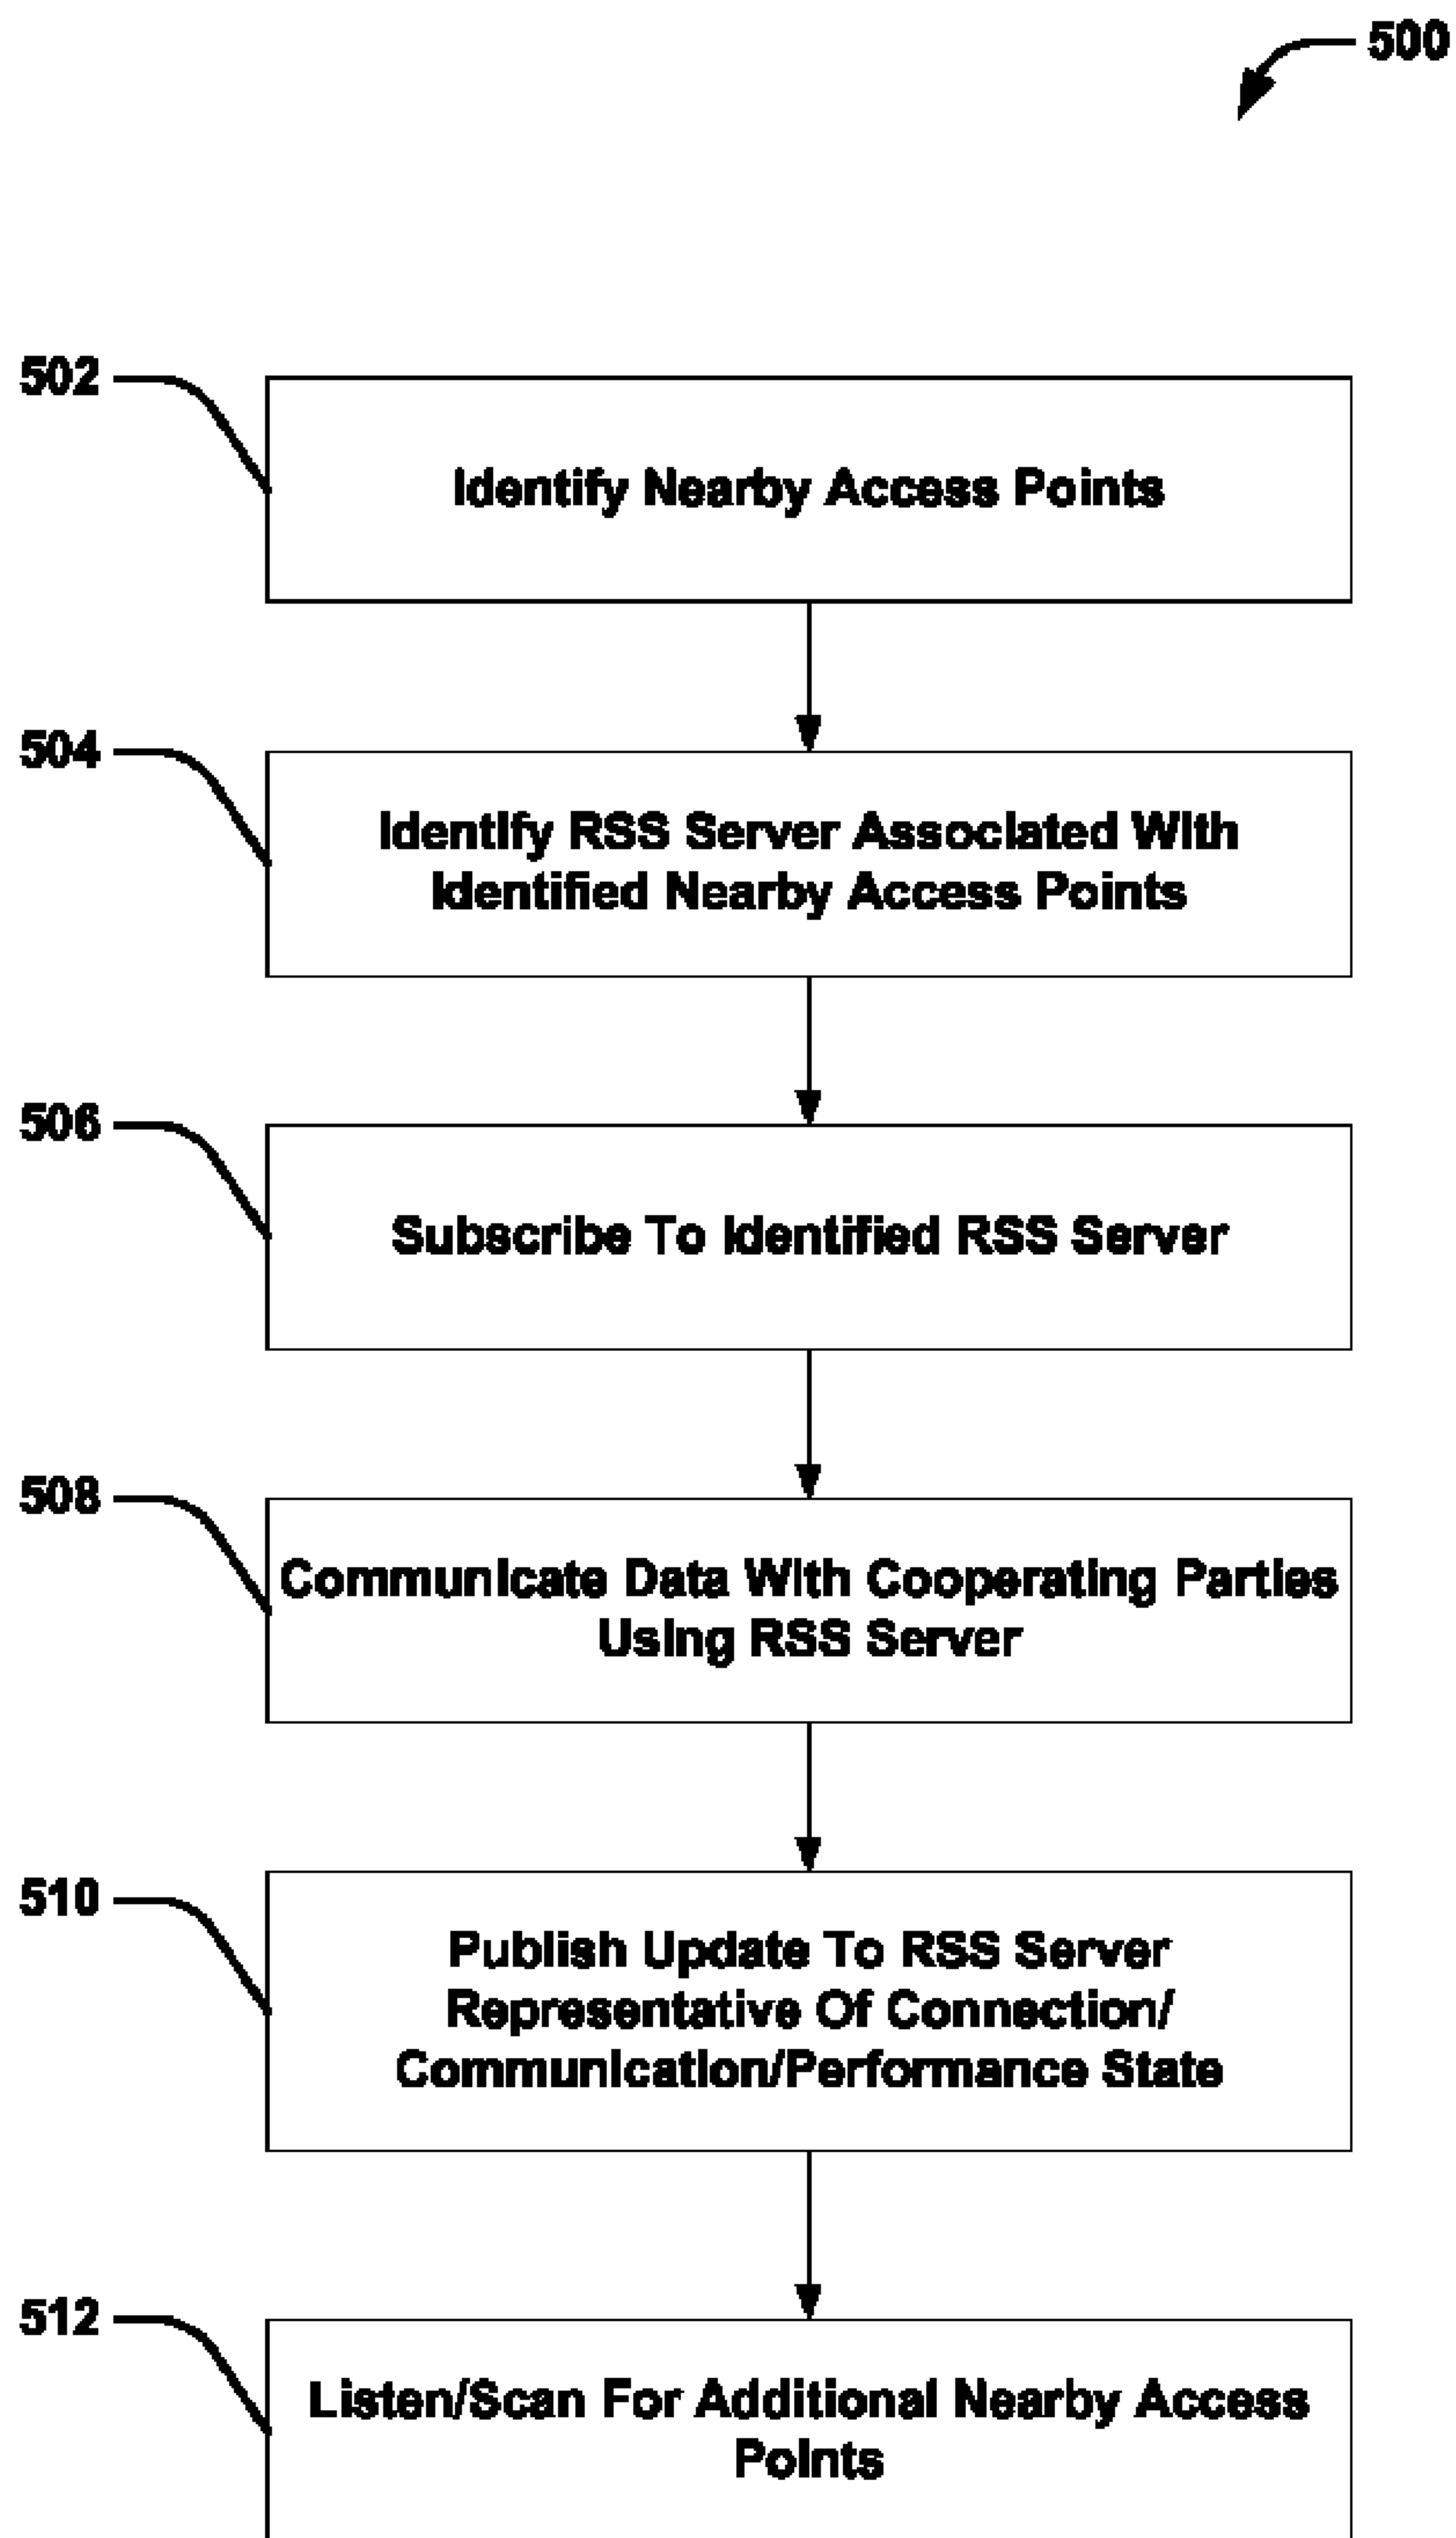 500
502
Identify Nearby Access Points
504
Identify RSS Server Associated With
Identified Nearby Access Points
506
Subscribe To Identified RSS Server
508
Communicate Data With Cooperating Parties
Using RSS Server
510
Publish Update To RSS Server
Representative Of Connection/
Communication/Performance State
512
Listen/Scan For Additional Nearby Access
Points